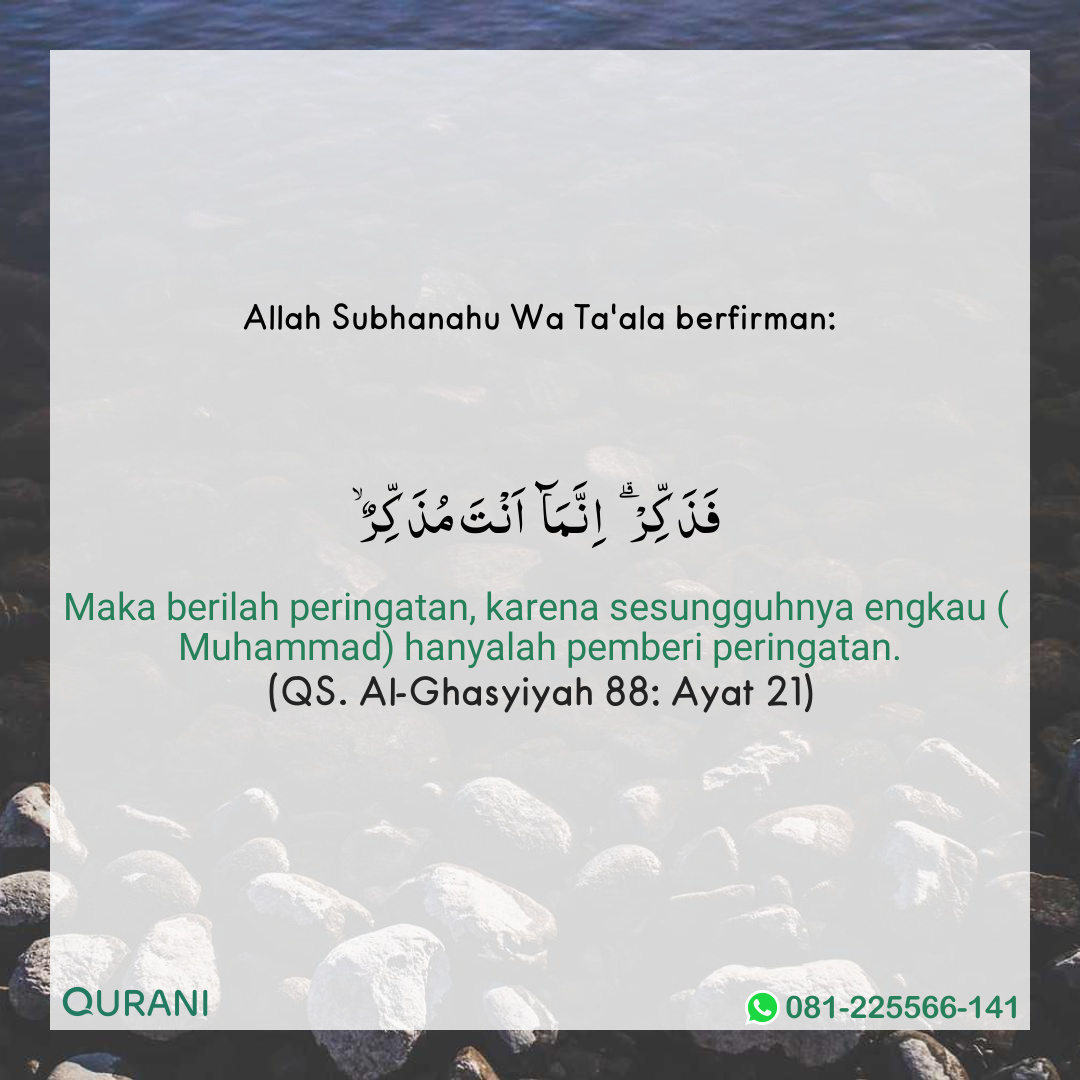 Allah Subhanahu Wa Ta'ala berfirman:
فَذَكِّرْۗ اِنَّمَآ اَنْتَ مُذَكِّرٌۙ
Maka berilah peringatan, karena sesungguhnya engkau (
Muhammad) hanyalah pemberi peringatan.
(QS. Al-Ghasyiyah 88: Ayat 21)
QURANI
081-225566-141